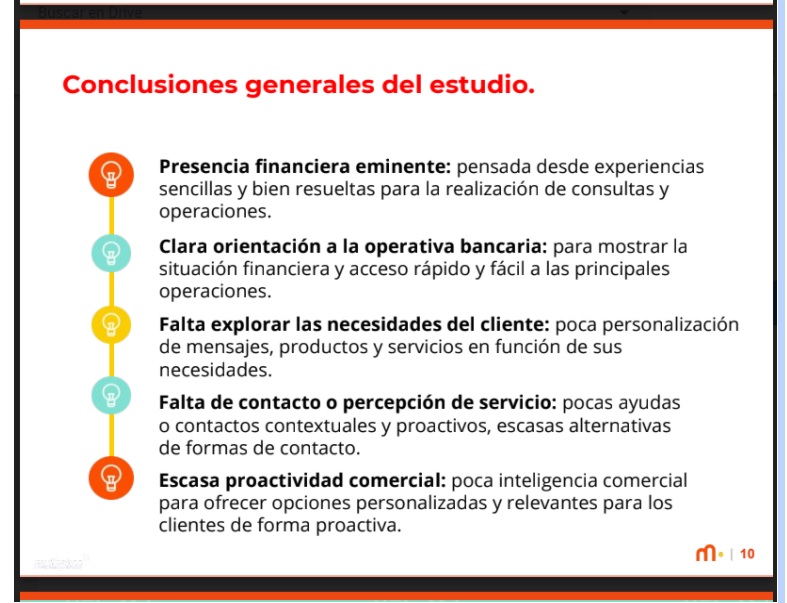 Buscar en Drive
Conclusiones generales del estudio.
Presencia financiera eminente: pensada desde experiencias
sencillas y bien resueltas para la realización de consultas y
operaciones.
Clara orientación a la operativa bancaria: para mostrar la
situación financiera y acceso rápido y fácil a las principales
operaciones.
Falta explorar las necesidades del cliente: poca personalización
de mensajes, productos y servicios en función de sus
necesidades.
Falta de contacto o percepción de servicio: pocas ayudas
o contactos contextuales y proactivos, escasas alternativas
de formas de contacto.
Escasa proactividad comercial: poca inteligencia comercial
para ofrecer opciones personalizadas y relevantes para los
clientes de forma proactiva.
m | 10